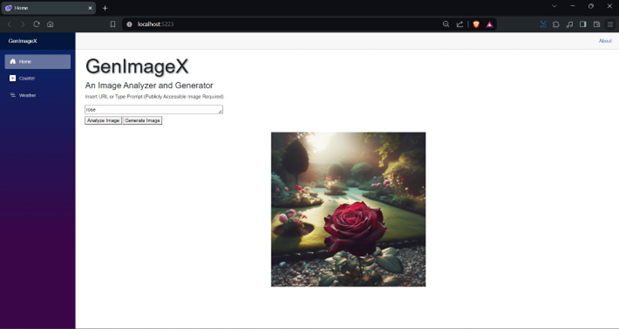 Home
localhost:5223
GenImageX
About
Home
Counter
Weather
GenImageX
An Image Analyzer and Generator
Insert URL or Type Prompt (Publicly Accessible Image Required)
rose
Analyze Image Generate Image